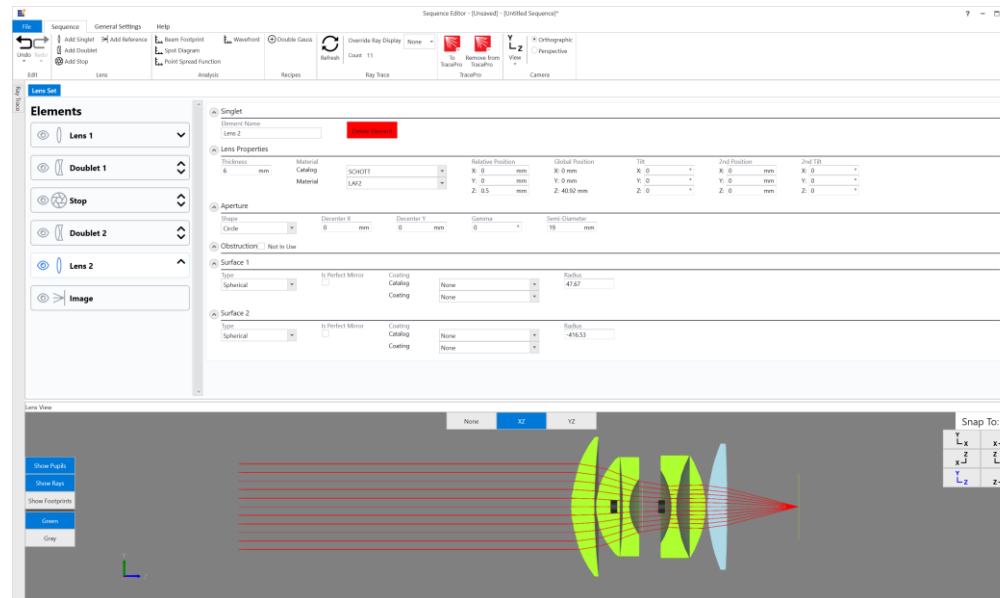 Sequence Editor - [Unsaved] - [Untitled Sequence]*
? –
File Sequence General Settings Help
Add Singlet Add Reference Beam Footprint Wavefront Double Gauss Override Ray Display None Y Orthographic
Add Doublet Spot Diagram Z Perspective
Undo Redo Add Stop Point Spread Function Refresh Count 11 To TracePro Remove from TracePro View
Edit Lens Analysis Recipes Ray Trace TracePro Camera
Ray Trace
Lens Set
Elements
Lens 1
Doublet 1
Stop
Doublet 2
Lens 2
Image
Singlet
Element Name
Lens 2 Delete Element
Lens Properties
Thickness Material Relative Position Global Position Tilt 2nd Position 2nd Tilt
6 mm Catalog SCHOTT X: 0 mm X: 0 mm X: 0 ° X: 0 mm X: 0 °
Material LAF2 Y: 0 mm Y: 0 mm Y: 0 ° Y: 0 mm Y: 0 °
Z: 0.5 mm Z: 40.92 mm Z: 0 ° Z: 0 mm Z: 0 °
Aperture
Shape Decenter X Decenter Y Gamma Semi-Diameter
Circle 0 mm 0 mm 0 ° 19 mm
Obstruction Not In Use
Surface 1
Type Is Perfect Mirror Coating Radius
Spherical Catalog None 47.67
Coating None
Surface 2
Type Is Perfect Mirror Coating Radius
Spherical Catalog None -416.53
Coating None
Lens View
None XZ YZ
Snap To:
Y X X
X Z Z
Y Z Z
Show Pupils
Show Rays
Show Footprints
Green
Gray
Y